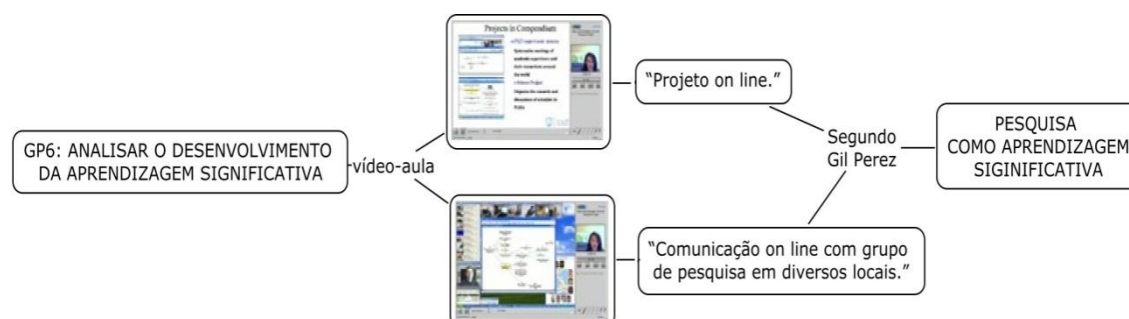 GP6: ANALISAR O DESENVOLVIMENTO
DA APRENDIZAGEM SIGNIFICATIVA
vídeo-aula
Projects in Compendium
“Projeto on line.”
“Comunicação on line com grupo
de pesquisa em diversos locais.”
Segundo
Gil Perez
PESQUISA
COMO APRENDIZAGEM
SIGINIFICATIVA